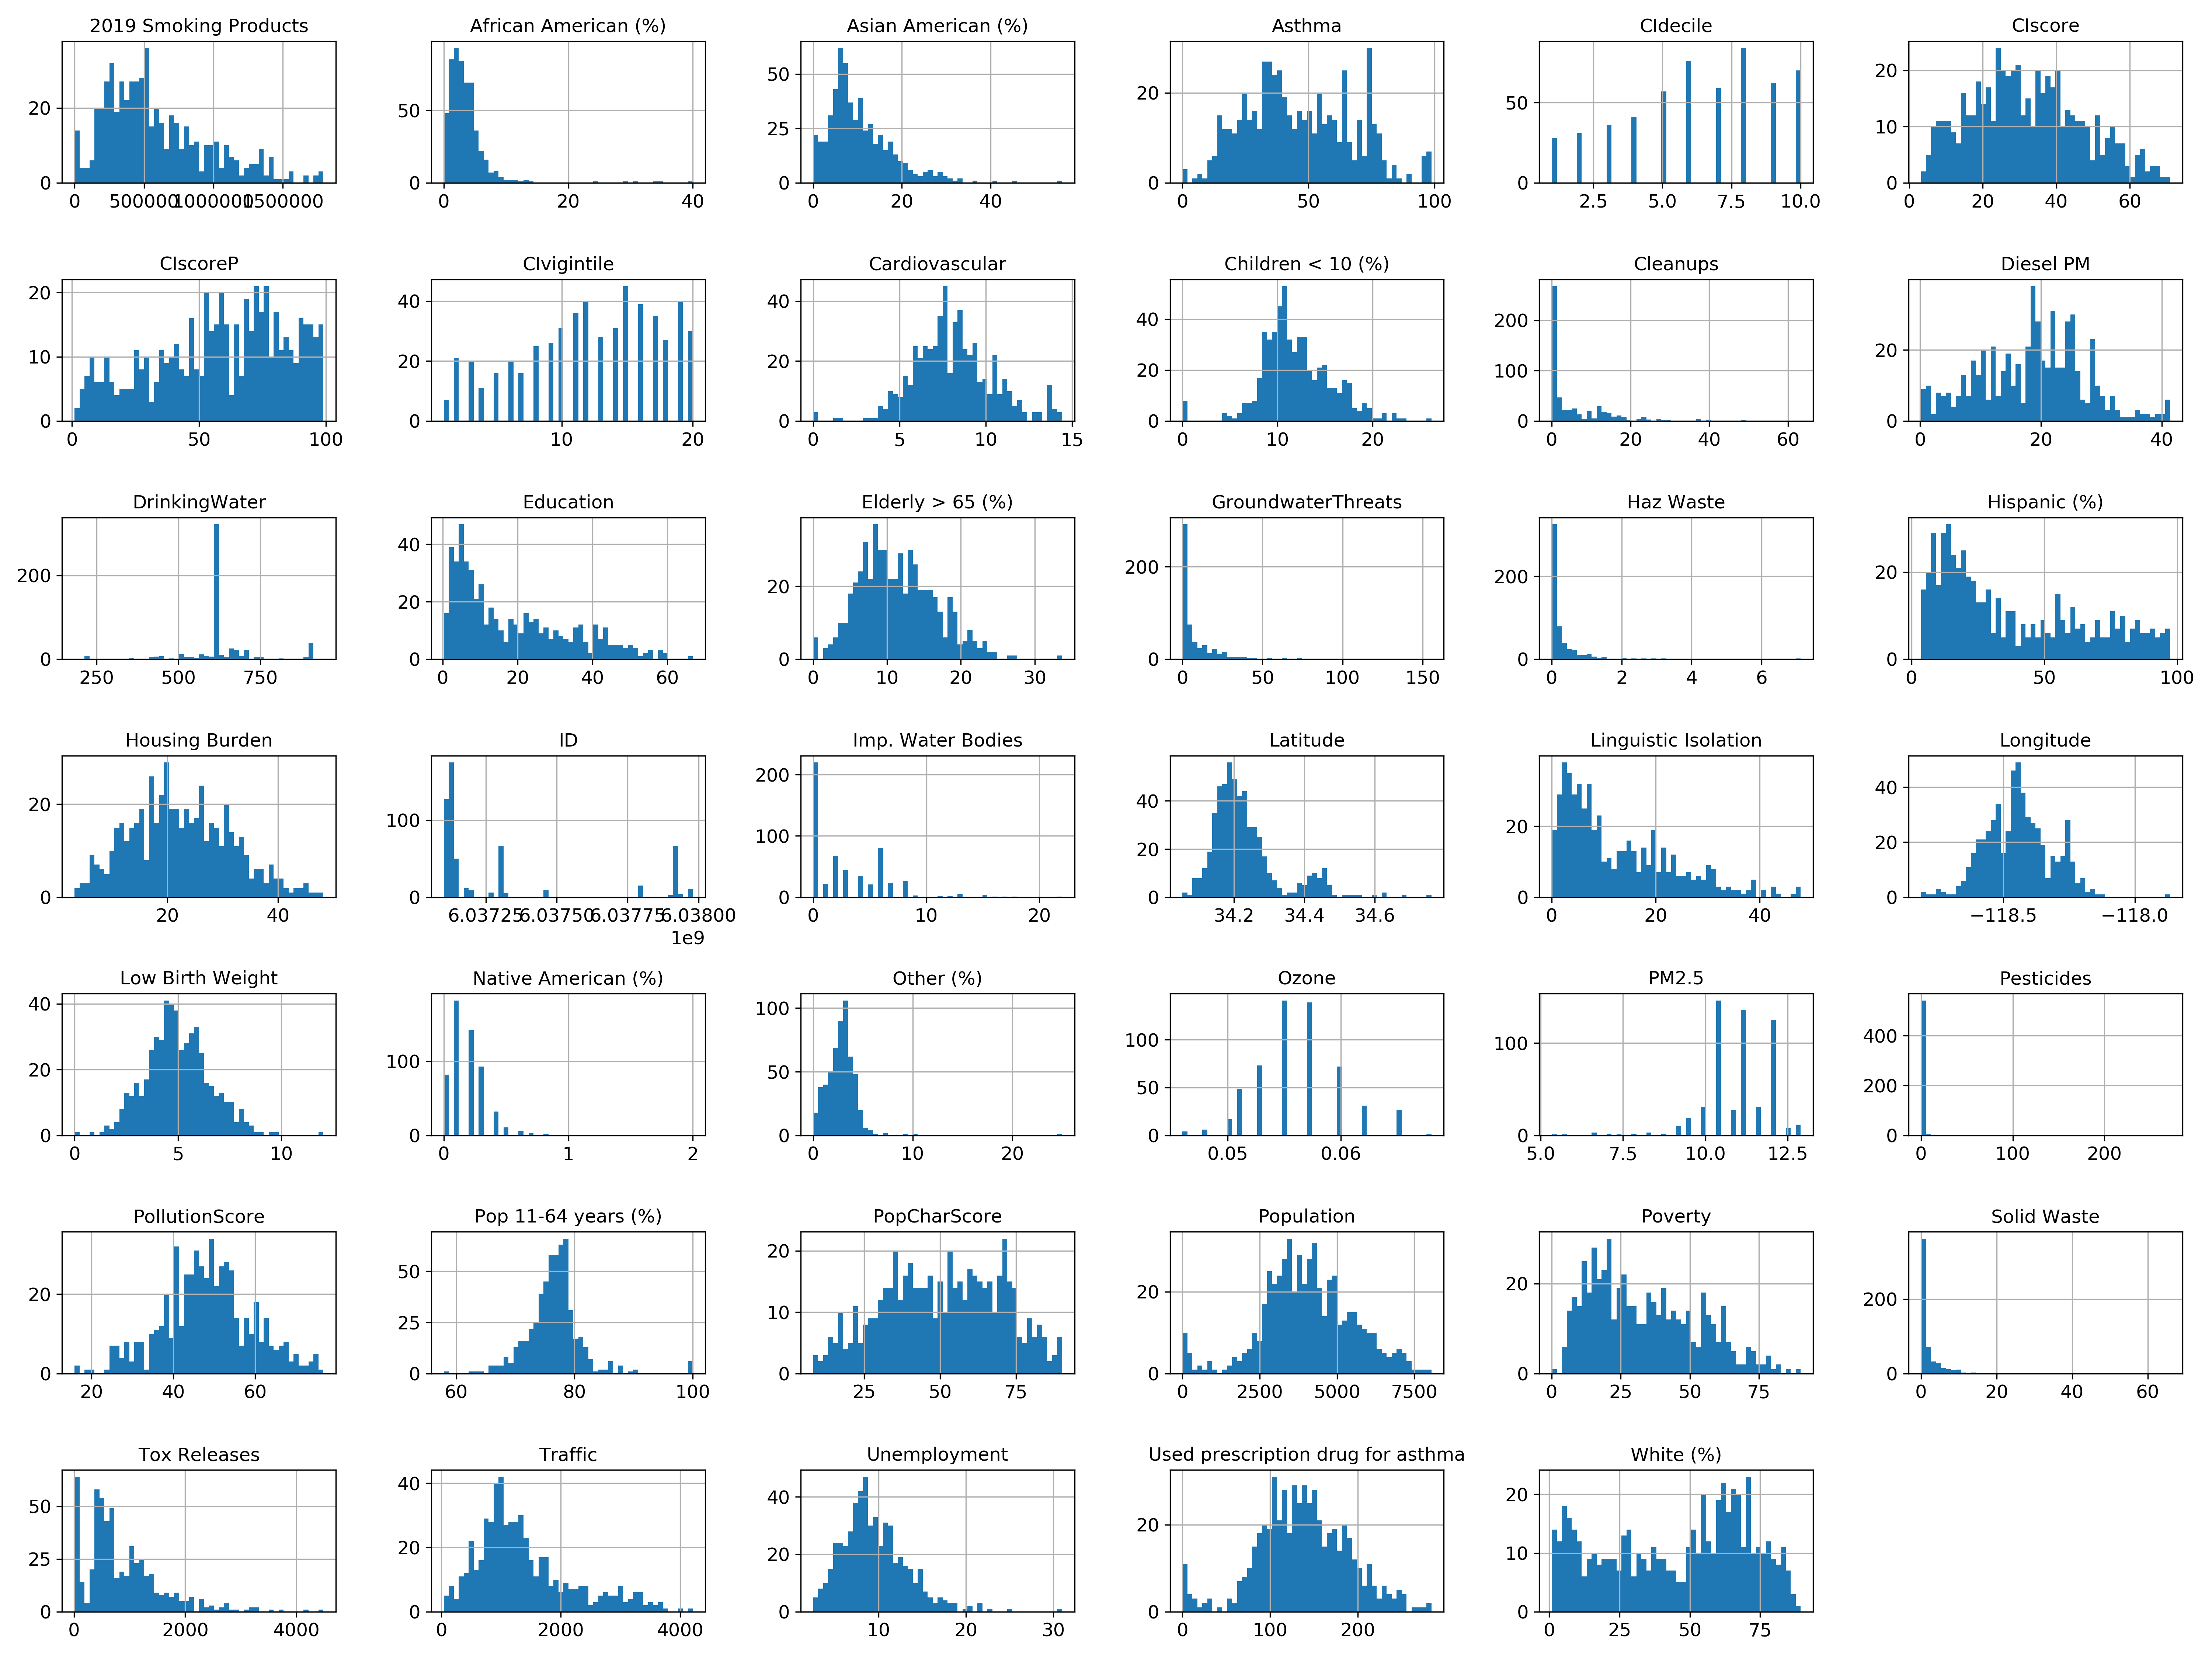 2019 Smoking Products African American (%) Asian American (%) Asthma CIdecile CIscore
20 0
0 500000 1000000 1500000
50 0
0 20 40
50 25 0
0 20 40
20 0
0 50 100
50 0
2.5 5.0 7.5 10.0
20 10 0
0 20 40 60
CIscoreP CIvigintile Cardiovascular Children < 10 (%) Cleanups Diesel PM
20 10 0
0 50 100
40 20 0
10 20
40 20 0
0 5 10 15
40 20 0
0 10 20
200 100 0
0 20 40 60
20 0
0 20 40
DrinkingWater Education Elderly > 65 (%) GroundwaterThreats Haz Waste Hispanic (%)
200 0
250 500 750
40 20 0
0 20 40 60
20 0
0 10 20 30
200 0
0 50 100 150
200 0
0 2 4 6
20 0
0 50 100
Housing Burden ID Imp. Water Bodies Latitude Linguistic Isolation Longitude
20 0
20 40
100 0
6.03725 6.03750 6.03775 6.03800
1e9
200 100 0
0 10 20
40 20 0
34.2 34.4 34.6
20 0
0 20 40
40 20 0
−118.5 −118.0
Low Birth Weight Native American (%) Other (%) Ozone PM2.5 Pesticides
40 20 0
0 5 10
100 0
0 1 2
100 50 0
0 10 20
100 50 0
0.05 0.06
100 0
5.0 7.5 10.0 12.5
400 200 0
0 100 200
PollutionScore Pop 11-64 years (%) PopCharScore Population Poverty Solid Waste
20 0
20 40 60
50 25 0
60 80 100
20 10 0
25 50 75
20 0
0 2500 5000 7500
20 0
0 25 50 75
200 0
0 20 40 60
Tox Releases Traffic Unemployment Used prescription drug for asthma White (%)
50 25 0
0 2000 4000
40 20 0
0 2000 4000
40 20 0
10 20 30
20 0
0 100 200
20 10 0
0 25 50 75